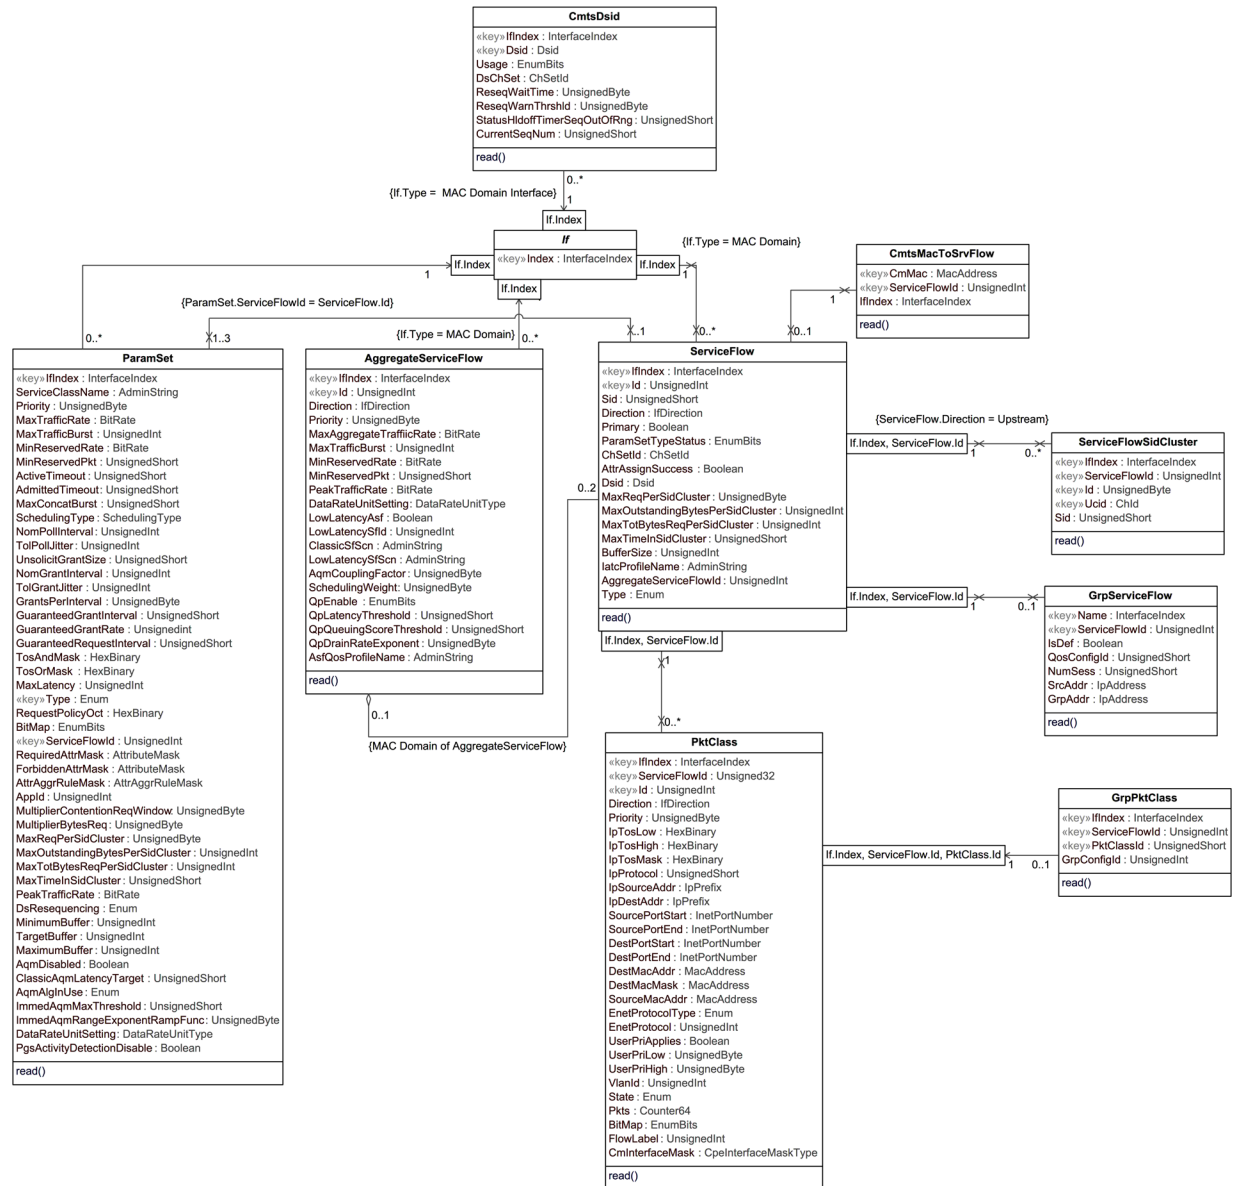 CmtsDsid
«key»IfIndex : InterfaceIndex
«key»Dsid : Dsid
Usage : EnumBits
DsChSet : ChSetId
ReseqWaitTime : UnsignedByte
ReseqWarnThrshld : UnsignedByte
StatusHldoffTimerSeqOutOfRng : UnsignedShort
CurrentSeqNum : UnsignedShort
read()
0..*
{If.Type = MAC Domain Interface}
1
If.Index
If
«key»Index : InterfaceIndex
If.Index
1
If.Index
1
If.Index
{If.Type = MAC Domain}
{ParamSet.ServiceFlowId = ServiceFlow.Id}
{If.Type = MAC Domain}
0..*
1..3
0..*
..1
0..*
0..1
1
CmtsMacToSrvFlow
«key»CmMac : MacAddress
«key»ServiceFlowId : UnsignedInt
IfIndex : InterfaceIndex
read()
ParamSet
«key»IfIndex : InterfaceIndex
ServiceClassName : AdminString
Priority : UnsignedByte
MaxTrafficRate : BitRate
MaxTrafficBurst : UnsignedInt
MinReservedRate : BitRate
MinReservedPkt : UnsignedShort
ActiveTimeout : UnsignedShort
AdmittedTimeout : UnsignedShort
MaxConcatBurst : UnsignedShort
SchedulingType : SchedulingType
NomPollInterval : UnsignedInt
TolPollJitter : UnsignedInt
UnsolicitGrantSize : UnsignedShort
NomGrantInterval : UnsignedInt
TolGrantJitter : UnsignedInt
GrantsPerInterval : UnsignedByte
GuaranteedGrantInterval : UnsignedShort
GuaranteedGrantRate : Unsignedint
GuaranteedRequestInterval : UnsignedShort
TosAndMask : HexBinary
TosOrMask : HexBinary
MaxLatency : UnsignedInt
«key»Type : Enum
RequestPolicyOct : HexBinary
BitMap : EnumBits
«key»ServiceFlowId : UnsignedInt
RequiredAttrMask : AttributeMask
ForbiddenAttrMask : AttributeMask
AttrAggrRuleMask : AttrAggrRuleMask
AppId : UnsignedInt
MultiplierContentionReqWindow: UnsignedByte
MultiplierBytesReq : UnsignedByte
MaxReqPerSidCluster : UnsignedByte
MaxOutstandingBytesPerSidCluster : UnsignedInt
MaxTotBytesReqPerSidCluster : UnsignedInt
MaxTimeInSidCluster : UnsignedShort
PeakTrafficRate : BitRate
DsResequencing : Enum
MinimumBuffer : UnsignedInt
TargetBuffer : UnsignedInt
MaximumBuffer : UnsignedInt
AqmDisabled : Boolean
ClassicAqmLatencyTarget : UnsignedShort
AqmAlgInUse : Enum
ImmedAqmMaxThreshold : UnsignedShort
ImmedAqmRangeExponentRampFunc: UnsignedByte
DataRateUnitSetting : DataRateUnitType
PgsActivityDetectionDisable : Boolean
read()
AggregateServiceFlow
«key»IfIndex : InterfaceIndex
«key»Id : UnsignedInt
Direction : IfDirection
Priority : UnsignedByte
MaxAggregateTraffiicRate : BitRate
MaxTrafficBurst : UnsignedInt
MinReservedRate : BitRate
MinReservedPkt : UnsignedShort
PeakTrafficRate : BitRate
DataRateUnitSetting: DataRateUnitType
LowLatencyAsf : Boolean
LowLatencySfId : UnsignedInt
ClassicSfScn : AdminString
LowLatencySfScn : AdminString
AqmCouplingFactor : UnsignedByte
SchedulingWeight : UnsignedByte
QpEnable : EnumBits
QpLatencyThreshold : UnsignedShort
QpQueuingScoreThreshold : UnsignedShort
QpDrainRateExponent : UnsignedByte
AsfQosProfileName : AdminString
read()
0..1
{MAC Domain of AggregateServiceFlow}
0..2
ServiceFlow
«key»IfIndex : InterfaceIndex
«key»Id : UnsignedInt
Sid : UnsignedShort
Direction : IfDirection
Primary : Boolean
ParamSetTypeStatus : EnumBits
ChSetId : ChSetId
AttrAssignSuccess : Boolean
Dsid : Dsid
MaxReqPerSidCluster : UnsignedByte
MaxOutstandingBytesPerSidCluster : UnsignedInt
MaxTotBytesReqPerSidCluster : UnsignedInt
MaxTimeInSidCluster : UnsignedShort
BufferSize : UnsignedInt
IatcProfileName : AdminString
AggregateServiceFlowId : UnsignedInt
Type : Enum
read()
If.Index, ServiceFlow.Id
1
0..*
{ServiceFlow.Direction = Upstream}
If.Index, ServiceFlow.Id
1
0..*
ServiceFlowSidCluster
«key»IfIndex : InterfaceIndex
«key»ServiceFlowId : UnsignedInt
«key»Id : UnsignedByte
«key»Ucid : ChId
Sid : UnsignedShort
read()
If.Index, ServiceFlow.Id
1
0..1
GrpServiceFlow
«key»Name : InterfaceIndex
«key»ServiceFlowId : UnsignedInt
IsDef : Boolean
QosConfigId : UnsignedShort
NumSess : UnsignedShort
SrcAddr : IpAddress
GrpAddr : IpAddress
read()
PktClass
«key»IfIndex : InterfaceIndex
«key»ServiceFlowId : Unsigned32
«key»Id : UnsignedInt
Direction : IfDirection
Priority : UnsignedByte
IpTosLow : HexBinary
IpTosHigh : HexBinary
IpTosMask : HexBinary
IpProtocol : UnsignedShort
IpSourceAddr : IpPrefix
IpDestAddr : IpPrefix
SourcePortStart : InetPortNumber
SourcePortEnd : InetPortNumber
DestPortStart : InetPortNumber
DestPortEnd : InetPortNumber
DestMacAddr : MacAddress
DestMacMask : MacAddress
SourceMacAddr : MacAddress
EnetProtocolType : Enum
EnetProtocol : UnsignedInt
UserPriApplies : Boolean
UserPriLow : UnsignedByte
UserPriHigh : UnsignedByte
VlanId : UnsignedInt
State : Enum
Pkts : Counter64
BitMap : EnumBits
FlowLabel : UnsignedInt
CmInterfaceMask : CpeInterfaceMaskType
read()
If.Index, ServiceFlow.Id, PktClass.Id
1
0..1
GrpPktClass
«key»IfIndex : InterfaceIndex
«key»ServiceFlowId : UnsignedInt
«key»PktClassId : UnsignedShort
GrpConfigId : UnsignedInt
read()